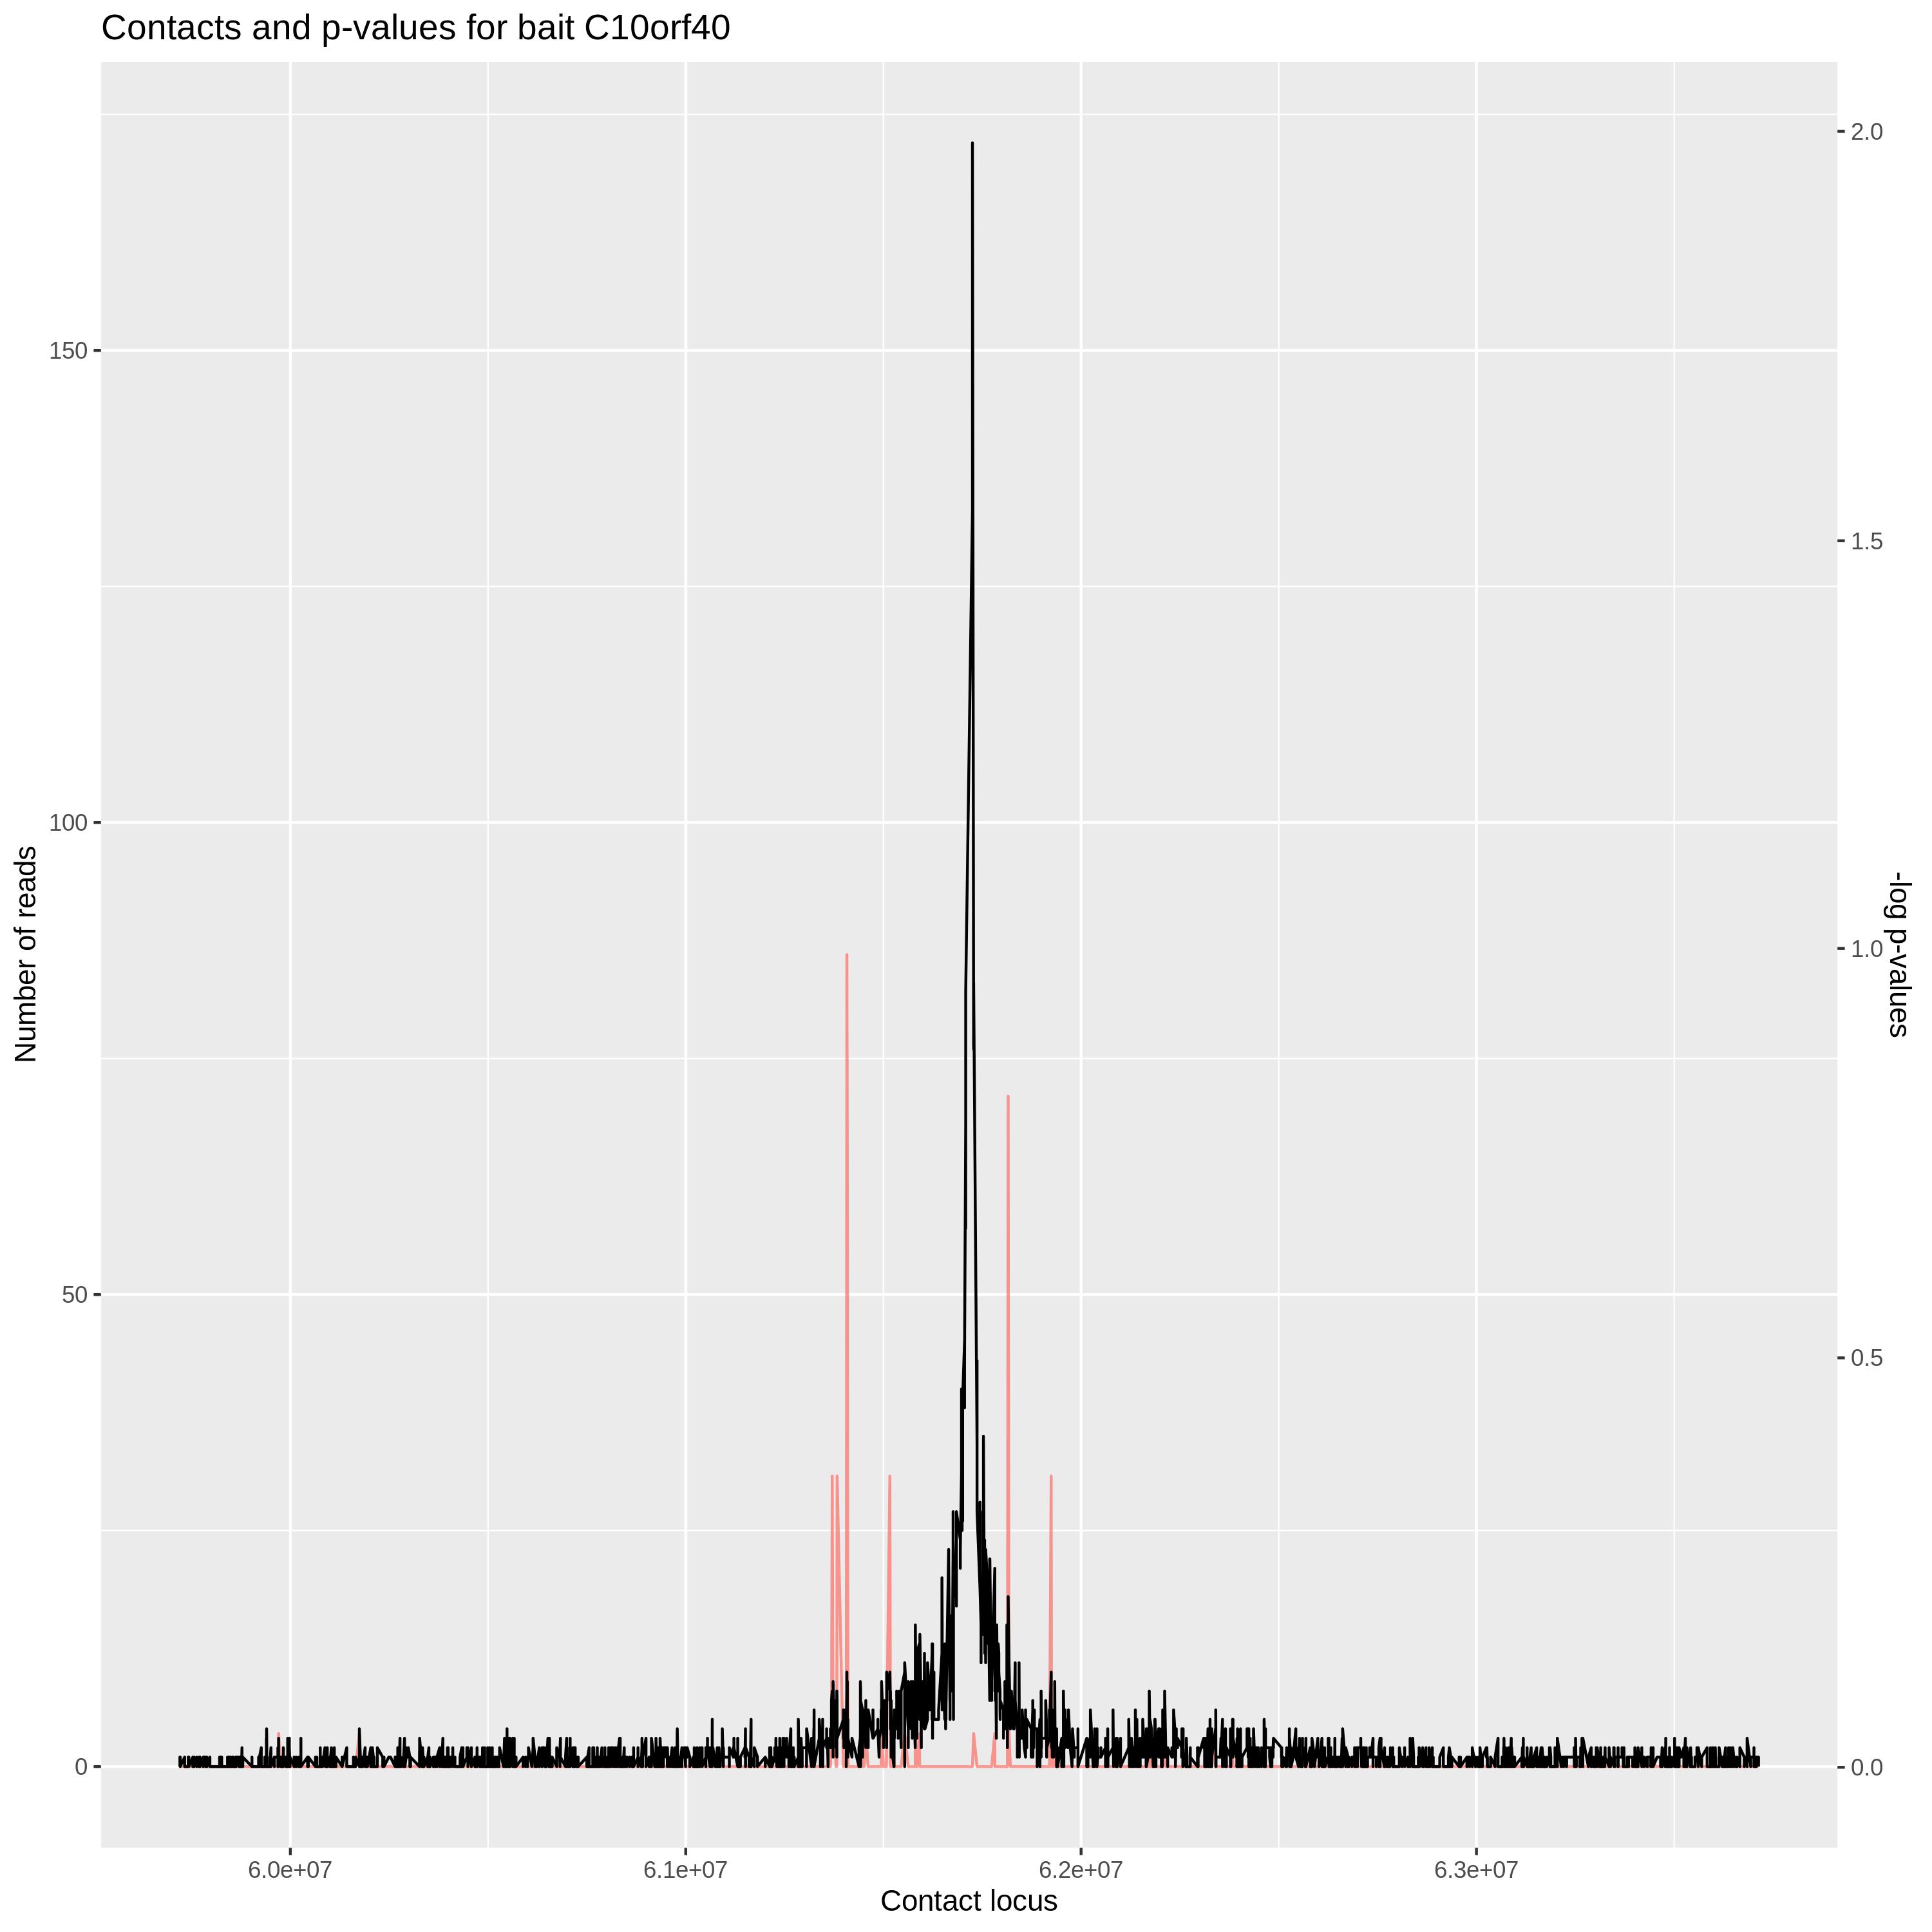 Contacts and p-values for bait C10orf40
Number of reads
150
100
50
0
2.0
1.5
1.0
0.5
0.0
-log p-values
6.0e+07 6.1e+07 6.2e+07 6.3e+07
Contact locus